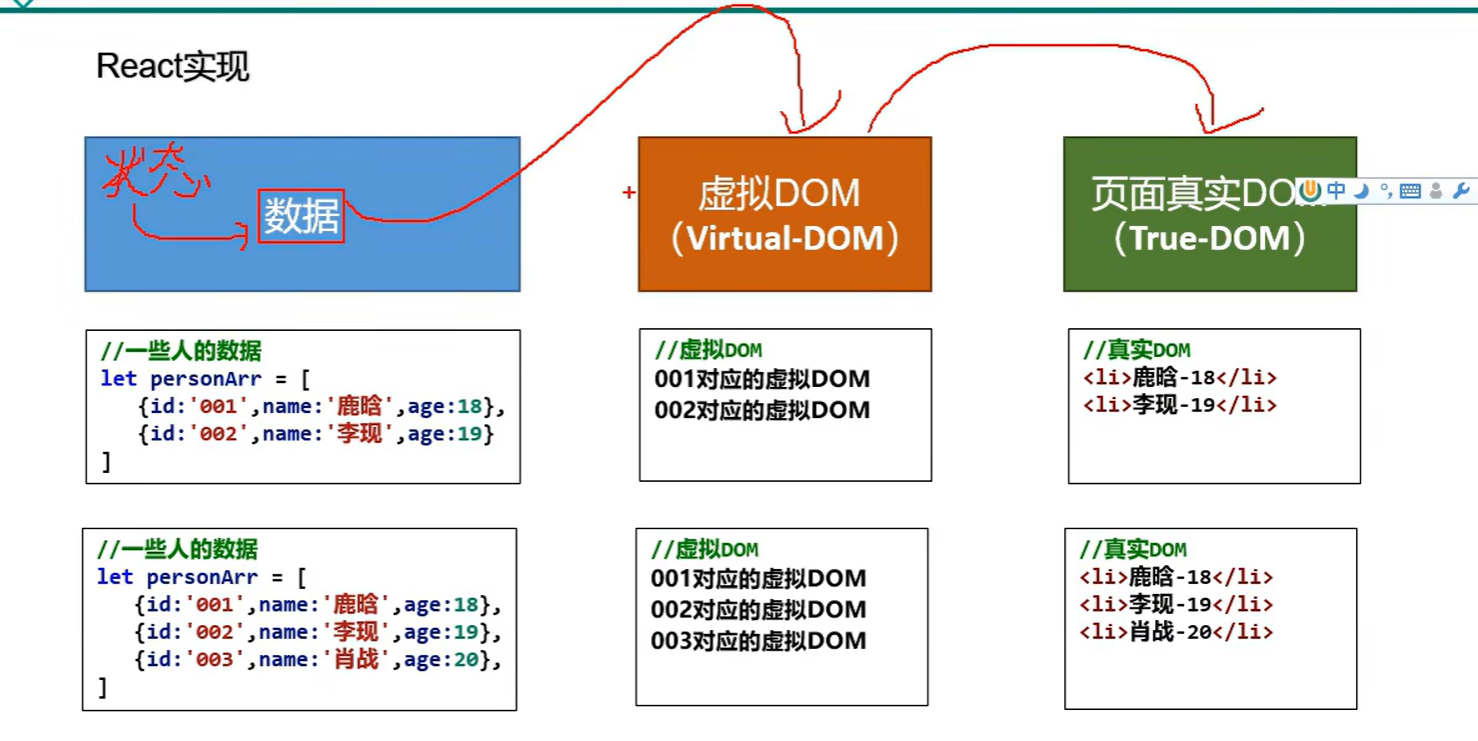 React实现
状态
数据
虚拟DOM
（Virtual-DOM）
页面真实DOM
（True-DOM）
中
//一些人的数据
let personArr = [
{id:'001',name:'鹿晗',age:18},
{id:'002',name:'李现',age:19}
]
//虚拟DOM
001对应的虚拟DOM
002对应的虚拟DOM
//真实DOM
<li>鹿晗-18</li>
<li>李现-19</li>
//一些人的数据
let personArr = [
{id:'001',name:'鹿晗',age:18},
{id:'002',name:'李现',age:19},
{id:'003',name:'肖战',age:20},
]
//虚拟DOM
001对应的虚拟DOM
002对应的虚拟DOM
003对应的虚拟DOM
//真实DOM
<li>鹿晗-18</li>
<li>李现-19</li>
<li>肖战-20</li>